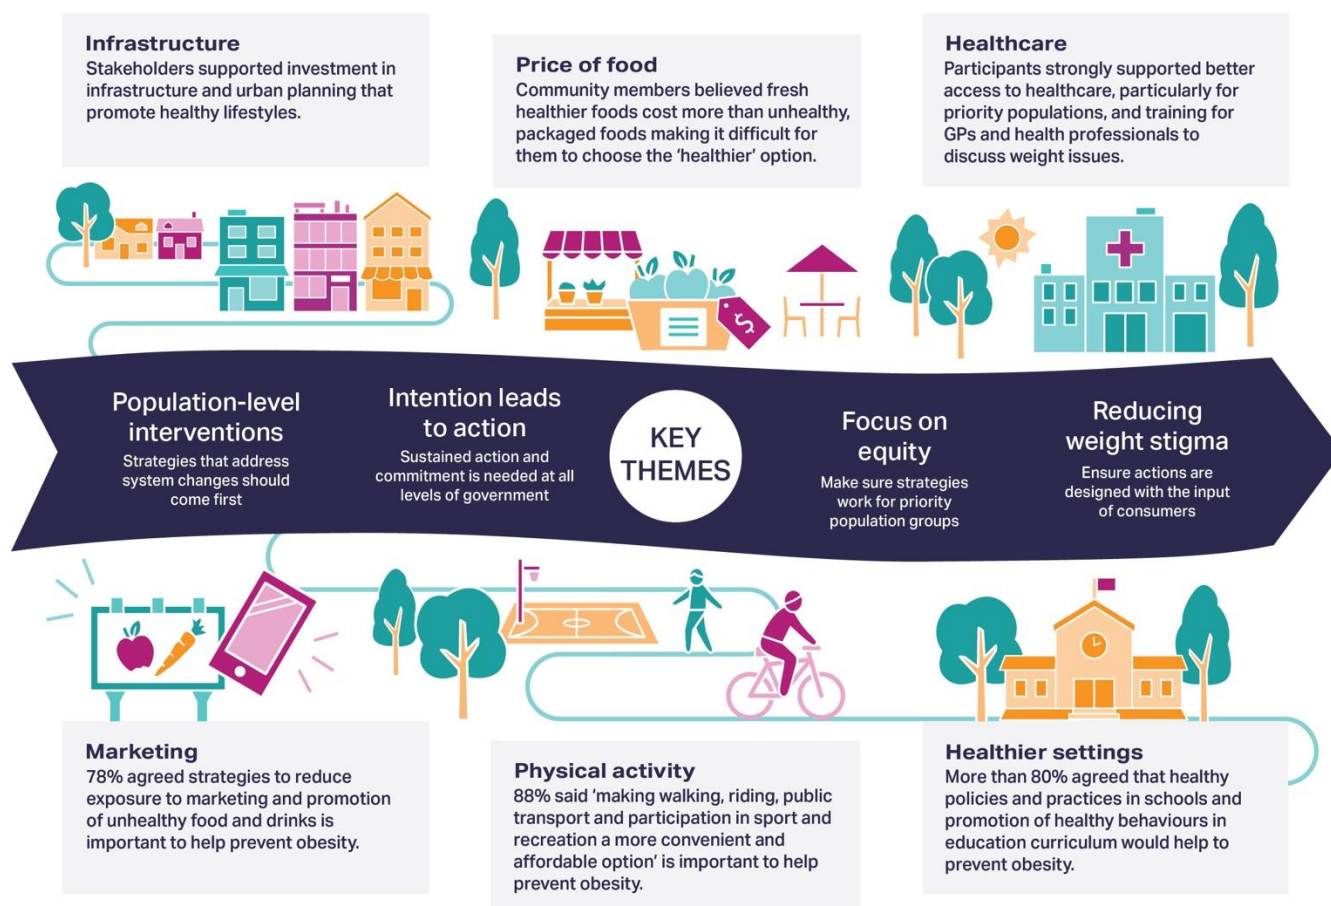 Infrastructure
Stakeholders supported investment in
infrastructure and urban planning that
promote healthy lifestyles.
Price of food
Community members believed fresh
healthier foods cost more than unhealthy,
packaged foods making it difficult for
them to choose the ‘healthier’ option.
Healthcare
Participants strongly supported better
access to healthcare, particularly for
priority populations, and training for
GPs and health professionals to
discuss weight issues.
$
Population-level
interventions
Strategies that address
system changes should
come first
Intention leads
to action
Sustained action and
commitment is needed at all
levels of government
KEY
THEMES
Focus on
equity
Make sure strategies
work for priority
population groups
Reducing
weight stigma
Ensure actions are
designed with the input
of consumers
Marketing
78% agreed strategies to reduce
exposure to marketing and promotion
of unhealthy food and drinks is
important to help prevent obesity.
Physical activity
88% said ‘making walking, riding, public
transport and participation in sport and
recreation a more convenient and
affordable option’ is important to help
prevent obesity.
Healthier settings
More than 80% agreed that healthy
policies and practices in schools and
promotion of healthy behaviours in
education curriculum would help to
prevent obesity.